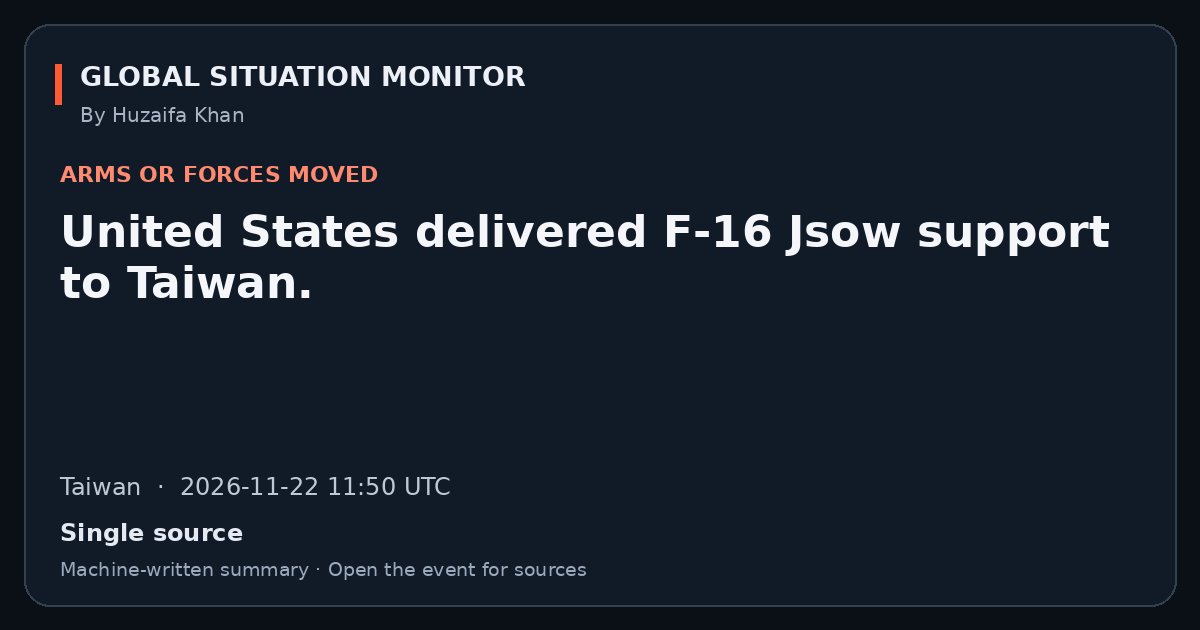 GLOBAL SITUATION MONITOR
By Huzaifa Khan
ARMS OR FORCES MOVED
United States delivered F-16 Jsow support
to Taiwan.
Taiwan · 2026-11-22 11:50 UTC
Single source
Machine-written summary · Open the event for sources